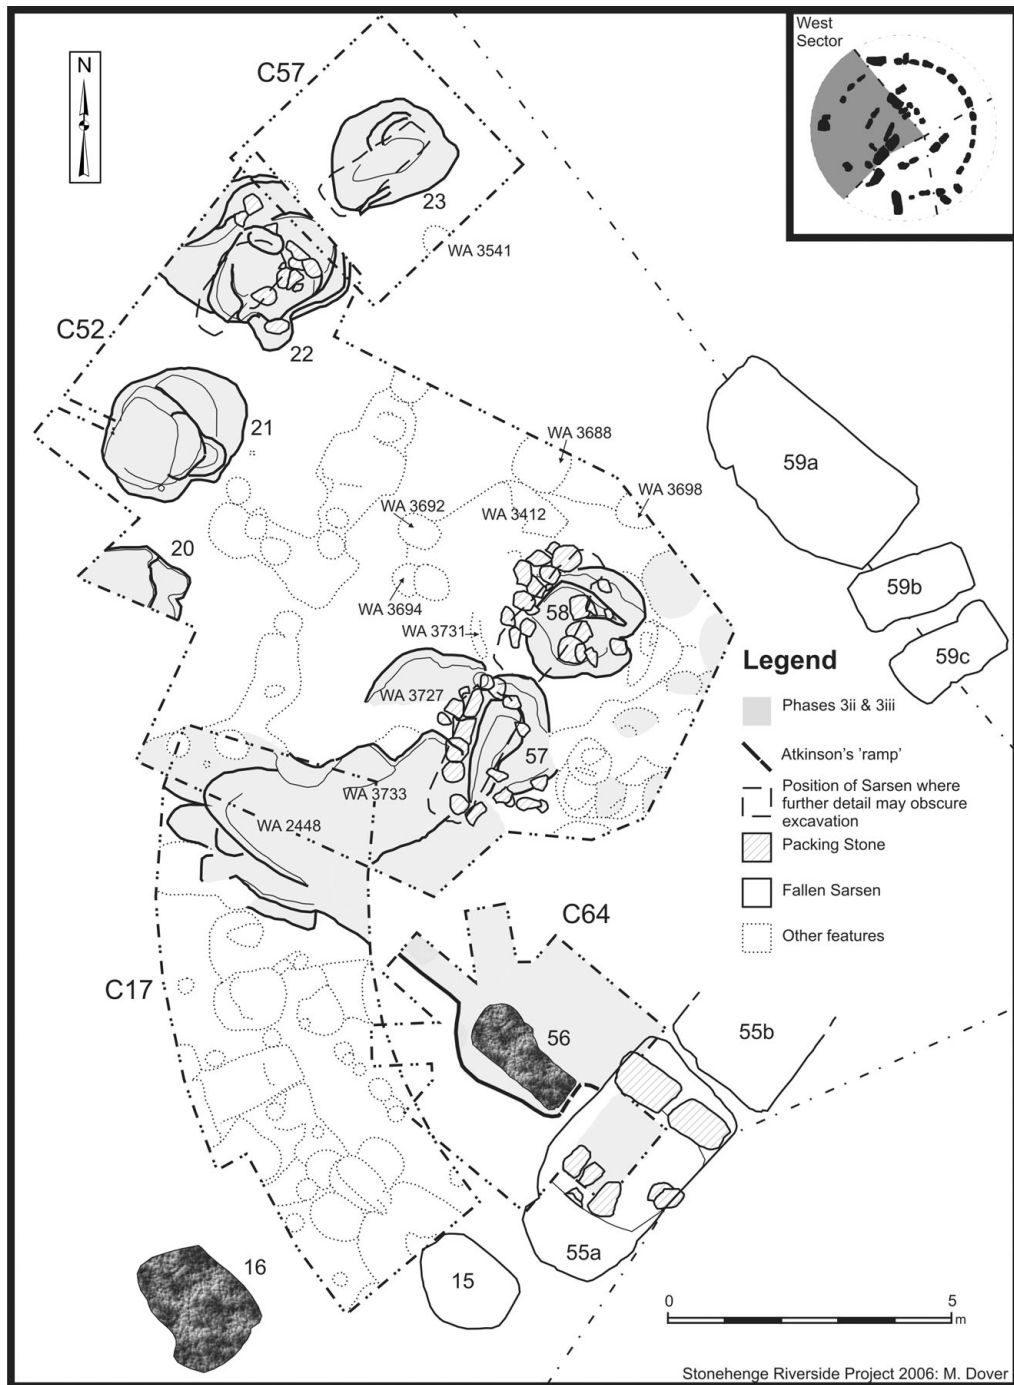 West
Sector
N
C57
23
WA 3541
C52
22
21
WA 3688
59a
WA 3698
WA 3692
WA 3412
20
59b
58
WA 3694
WA 3731
59c
Legend
WA 3727
Phases 3ii & 3iii
57
Atkinson's 'ramp'
WA 3733
Position of Sarsen where
further detail may obscure
excavation
WA 2448
Packing Stone
Fallen Sarsen
C64
Other features
C17
56
55b
55a
16
15
0
5
m
Stonehenge Riverside Project 2006: M. Dover